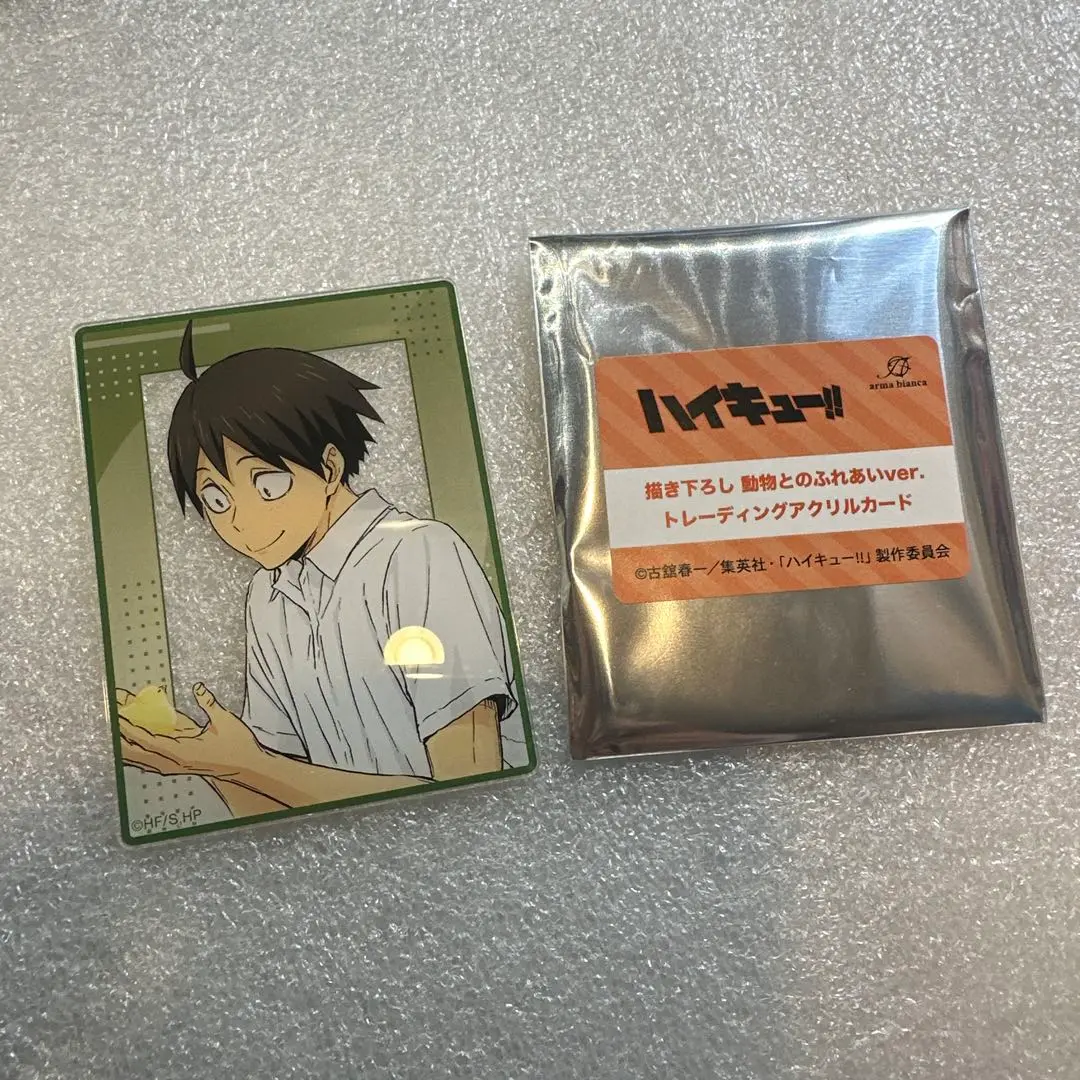 ©HF/S,HP
ハイキュー!!
arma bianca
描き下ろし 動物とのふれあいver.
トレーディングアクリルカード
©古舘春一／集英社・「ハイキュー!!」製作委員会